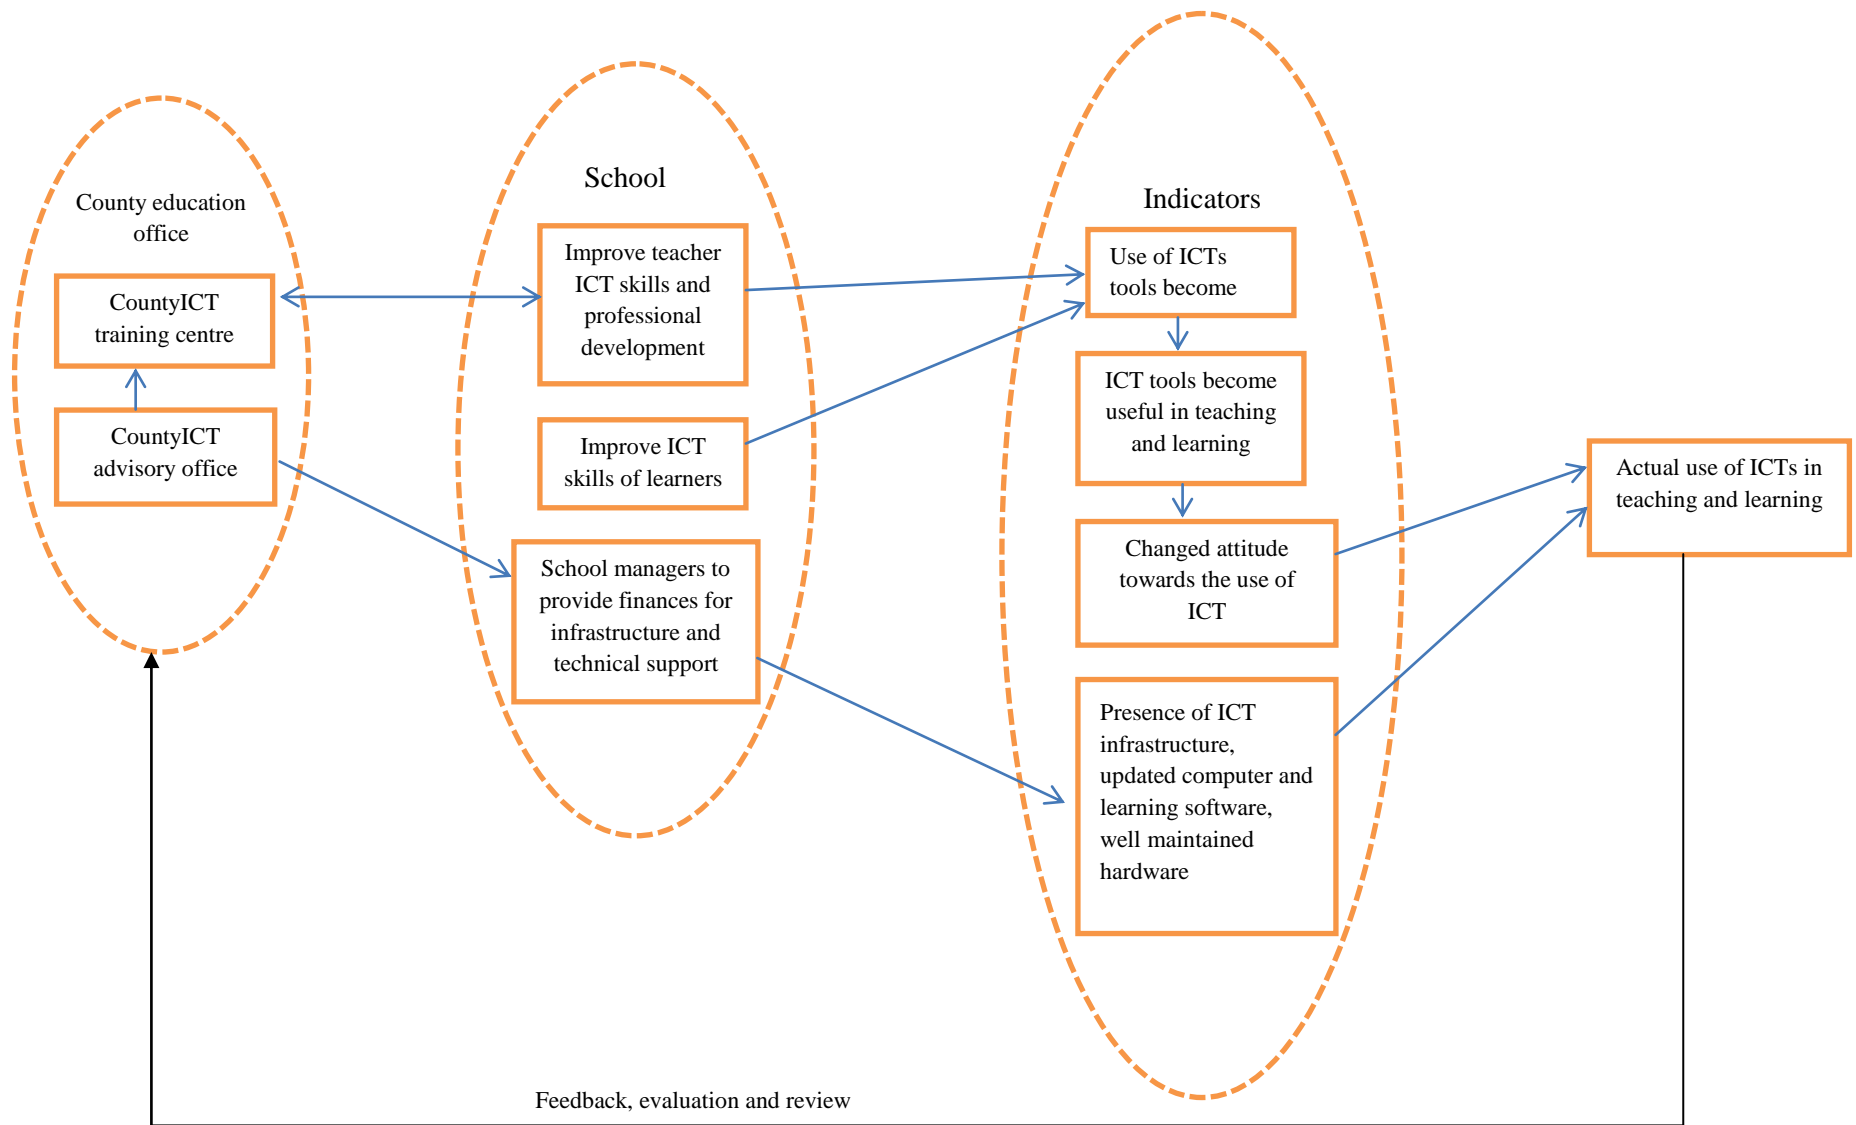 County education
office
CountyICT
training centre
CountyICT
advisory office
School
Improve teacher
ICT skills and
professional
development
Improve ICT
skills of learners
School managers to
provide finances for
infrastructure and
technical support
Indicators
Use of ICTs
tools become
ICT tools become
useful in teaching
and learning
Changed attitude
towards the use of
ICT
Presence of ICT
infrastructure,
updated computer and
learning software,
well maintained
hardware
Actual use of ICTs in
teaching and learning
Feedback, evaluation and review